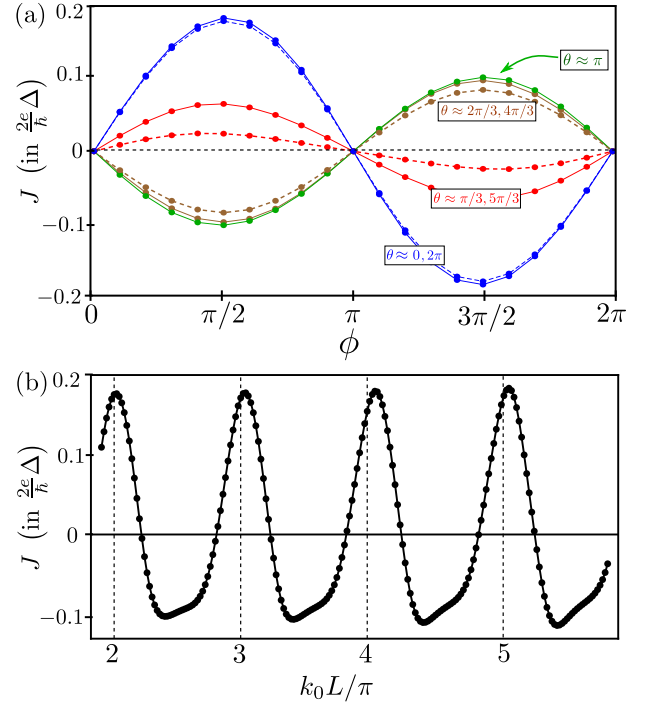 (a)
0.2
0.1
0
−0.1
−0.2
J (in 2e/ħ Δ)
θ ≈ π
θ ≈ 2π/3, 4π/3
θ ≈ π/3, 5π/3
θ ≈ 0, 2π
0 π/2 π 3π/2 2π
ϕ
(b)
0.2
0.1
0
−0.1
J (in 2e/ħ Δ)
2 3 4 5
k₀L/π